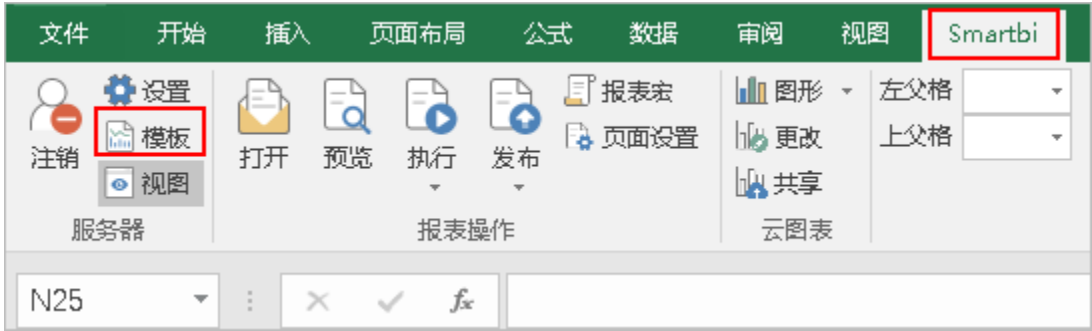 文件 开始 插入 页面布局 公式 数据 审阅 视图 Smartbi
设置
模板
视图
注销
打开 预览 执行 发布
报表宏
页面设置
图形
更改
共享
左父格
上父格
服务器 报表操作 云图表
N25 fx